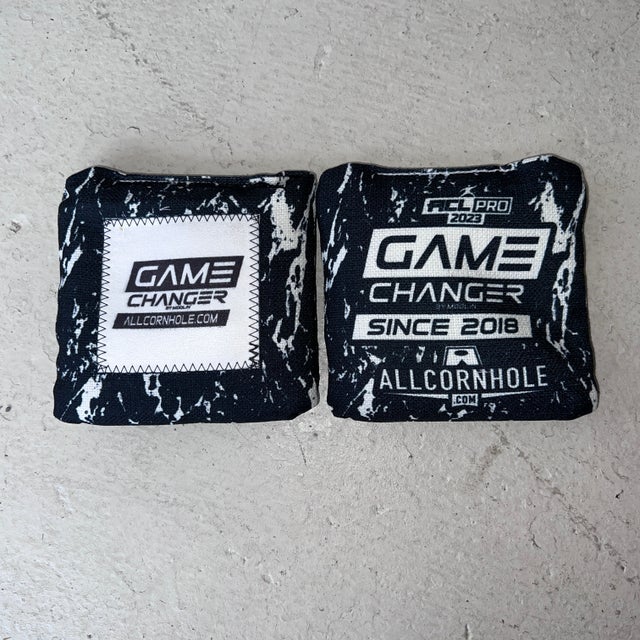 GAME
CHANGER
ALLCORNHOLE.COM
ACL PRO
2023
GAME
CHANGER
SINCE 2018
ALLCORNHOLE
.COM